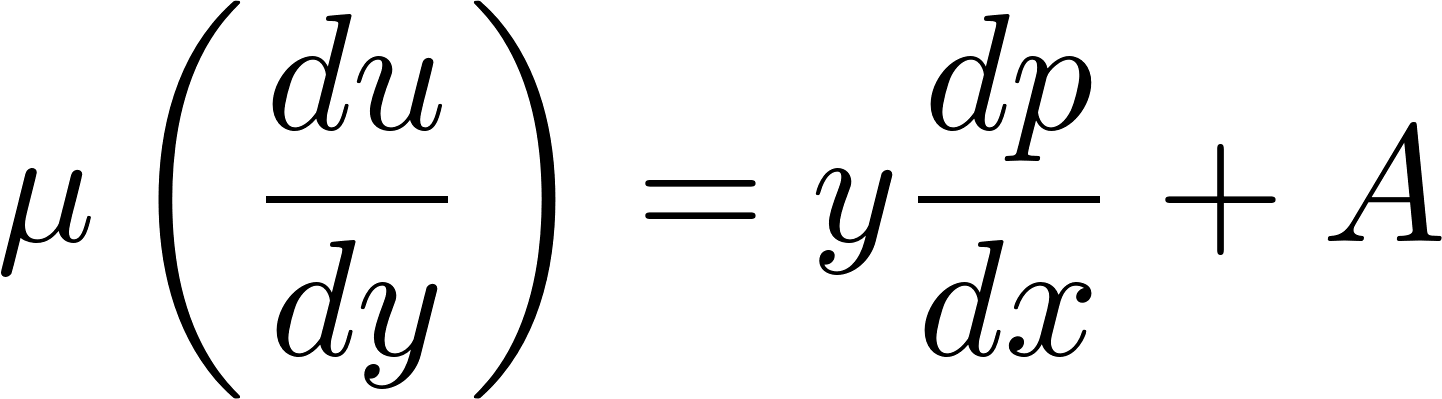 μ (du/dy) = y dp/dx + A